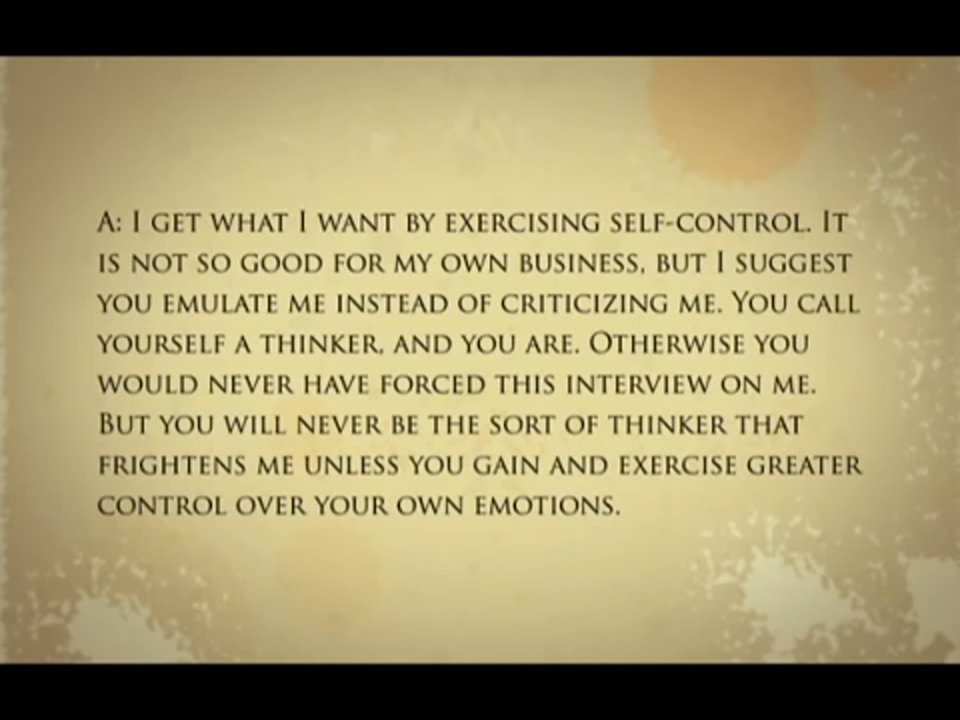 A: I GET WHAT I WANT BY EXERCISING SELF-CONTROL. IT
IS NOT SO GOOD FOR MY OWN BUSINESS, BUT I SUGGEST
YOU EMULATE ME INSTEAD OF CRITICIZING ME. YOU CALL
YOURSELF A THINKER, AND YOU ARE. OTHERWISE YOU
WOULD NEVER HAVE FORCED THIS INTERVIEW ON ME.
BUT YOU WILL NEVER BE THE SORT OF THINKER THAT
FRIGHTENS ME UNLESS YOU GAIN AND EXERCISE GREATER
CONTROL OVER YOUR OWN EMOTIONS.